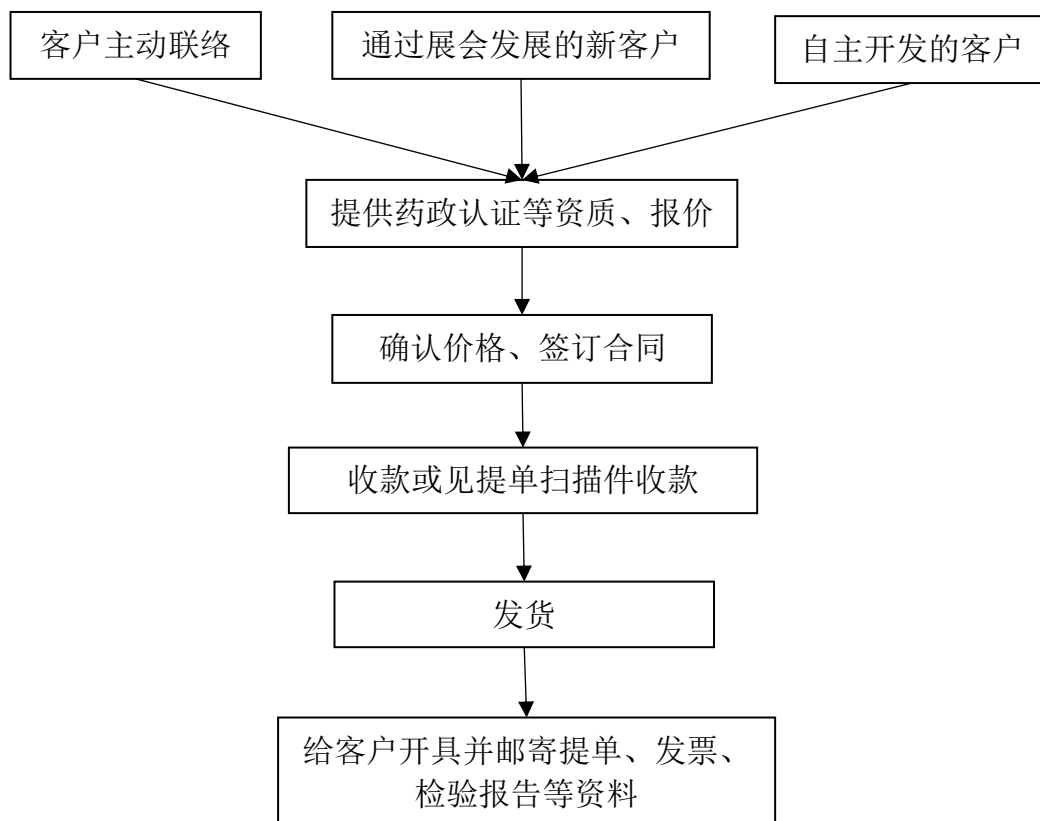 客户主动联络
通过展会发展的新客户
自主开发的客户
提供药政认证等资质、报价
确认价格、签订合同
收款或见提单扫描件收款
发货
给客户开具并邮寄提单、发票、
检验报告等资料